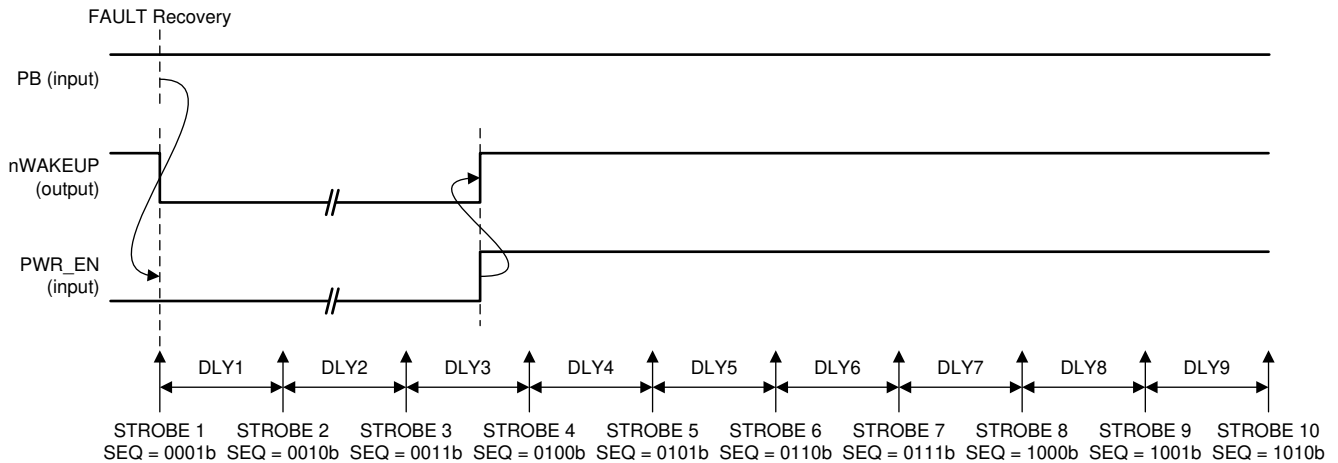 FAULT Recovery
PB (input)
nWAKEUP
(output)
PWR_EN
(input)
DLY1 DLY2 DLY3 DLY4 DLY5 DLY6 DLY7 DLY8 DLY9
STROBE 1 STROBE 2 STROBE 3 STROBE 4 STROBE 5 STROBE 6 STROBE 7 STROBE 8 STROBE 9 STROBE 10
SEQ = 0001b SEQ = 0010b SEQ = 0011b SEQ = 0100b SEQ = 0101b SEQ = 0110b SEQ = 0111b SEQ = 1000b SEQ = 1001b SEQ = 1010b